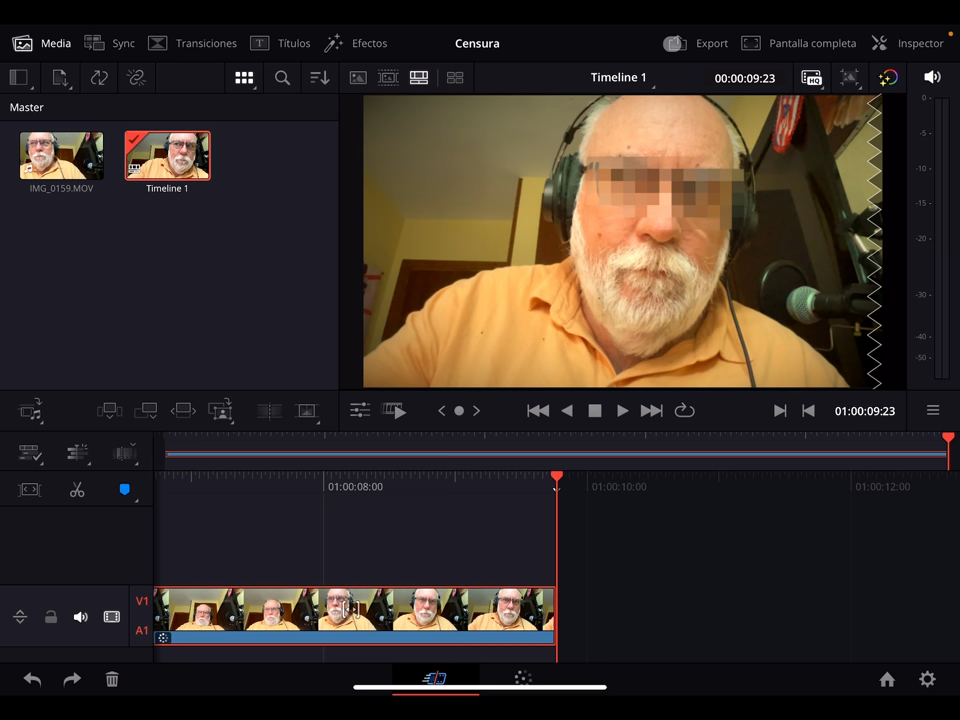 Media Sync Transiciones Títulos Efectos Censura Export Pantalla completa Inspector
Timeline 1 00:00:09:23 HQ
Master
IMG_0159.MOV Timeline 1
0
-5
-10
-15
-20
-30
-40
-50
01:00:09:23
01:00:08:00 01:00:10:00 01:00:12:00
V1
A1